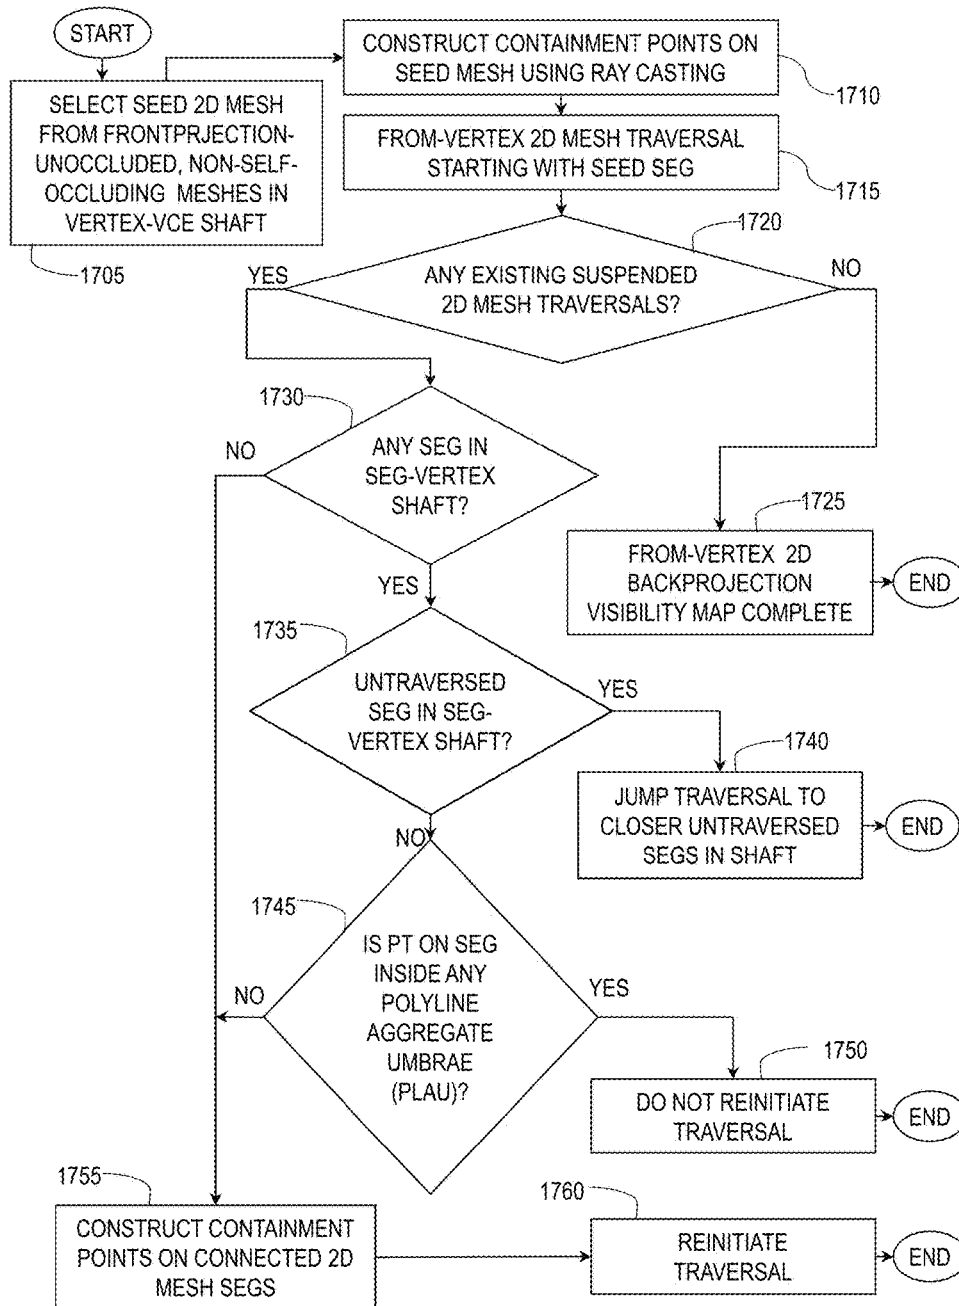 START
SELECT SEED 2D MESH
FROM FRONTPRJECTION-
UNOCCLUDED, NON-SELF-
OCCLUDING MESHES IN
VERTEX-VCE SHAFT
1705
CONSTRUCT CONTAINMENT POINTS ON
SEED MESH USING RAY CASTING
1710
FROM-VERTEX 2D MESH TRAVERSAL
STARTING WITH SEED SEG
1715
1720
YES
ANY EXISTING SUSPENDED
2D MESH TRAVERSALS?
NO
1730
NO
ANY SEG IN
SEG-VERTEX
SHAFT?
YES
1725
FROM-VERTEX 2D
BACKPROJECTION
VISIBILITY MAP COMPLETE
END
1735
UNTRAVERSED
SEG IN SEG-
VERTEX SHAFT?
YES
NO
1740
JUMP TRAVERSAL TO
CLOSER UNTRAVERSED
SEGS IN SHAFT
END
1745
NO
IS PT ON SEG
INSIDE ANY
POLYLINE
AGGREGATE
UMBRAE
(PLAU)?
YES
1750
DO NOT REINITIATE
TRAVERSAL
END
1755
CONSTRUCT CONTAINMENT
POINTS ON CONNECTED 2D
MESH SEGS
1760
REINITIATE
TRAVERSAL
END